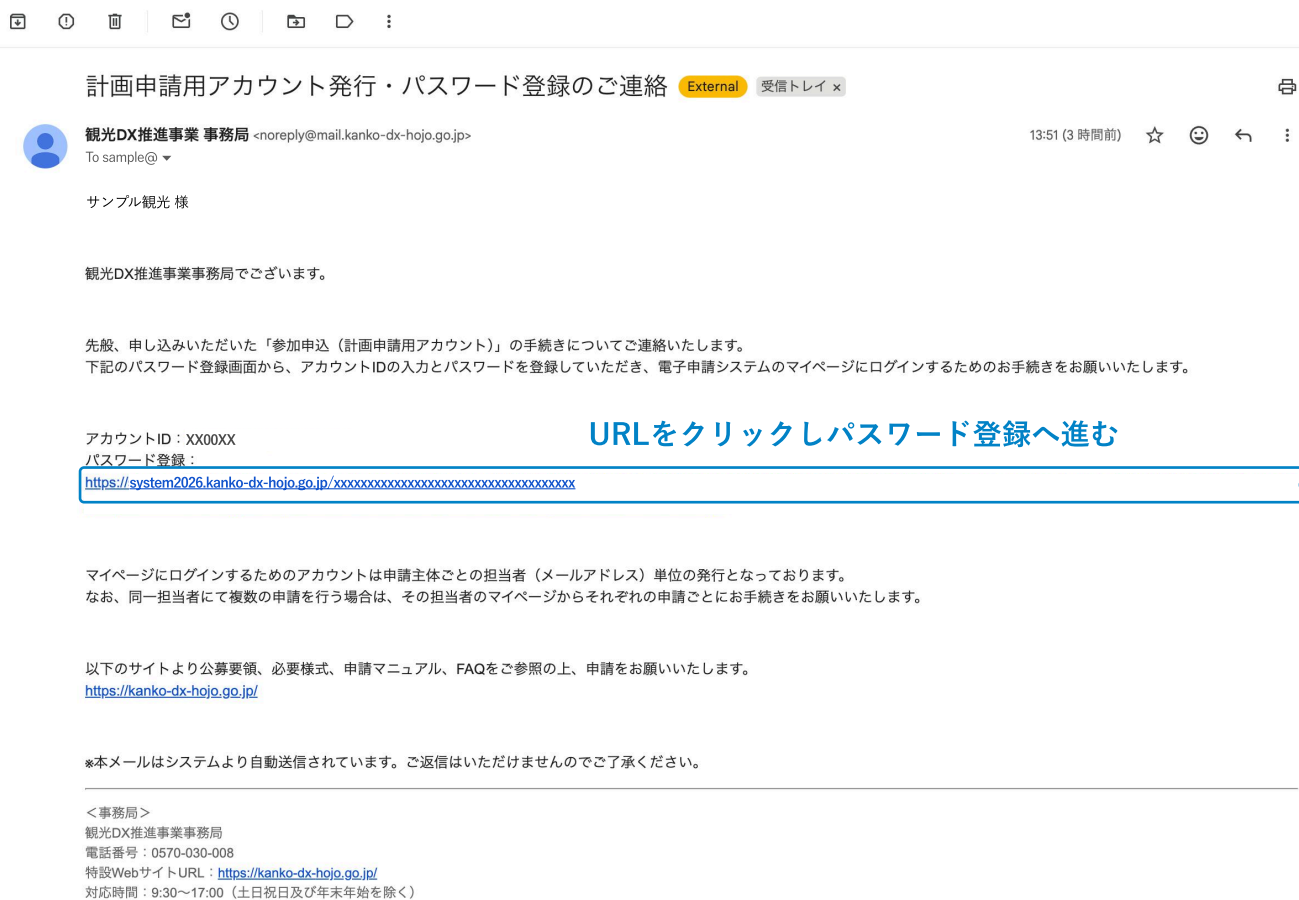 計画申請用アカウント発行・パスワード登録のご連絡 External 受信トレイ ×
観光DX推進事業 事務局 <noreply@mail.kanko-dx-hojo.go.jp> 13:51 (3 時間前)
To sample@
サンプル観光 様
観光DX推進事業事務局でございます。
先般、申し込みいただいた「参加申込（計画申請用アカウント）」の手続きについてご連絡いたします。
下記のパスワード登録画面から、アカウントIDの入力とパスワードを登録していただき、電子申請システムのマイページにログインするためのお手続きをお願いいたします。
URLをクリックしパスワード登録へ進む
アカウントID：XX00XX
パスワード登録：
https://system2026.kanko-dx-hojo.go.jp/xxxxxxxxxxxxxxxxxxxxxxxxxxxxxxxxxxxx
マイページにログインするためのアカウントは申請主体ごとの担当者（メールアドレス）単位の発行となっております。
なお、同一担当者にて複数の申請を行う場合は、その担当者のマイページからそれぞれの申請ごとにお手続きをお願いいたします。
以下のサイトより公募要領、必要様式、申請マニュアル、FAQをご参照の上、申請をお願いいたします。
https://kanko-dx-hojo.go.jp/
※本メールはシステムより自動送信されています。ご返信はいただけませんのでご了承ください。
＜事務局＞
観光DX推進事業事務局
電話番号：0570-030-008
特設WebサイトURL：https://kanko-dx-hojo.go.jp/
対応時間：9:30〜17:00（土日祝日及び年末年始を除く）